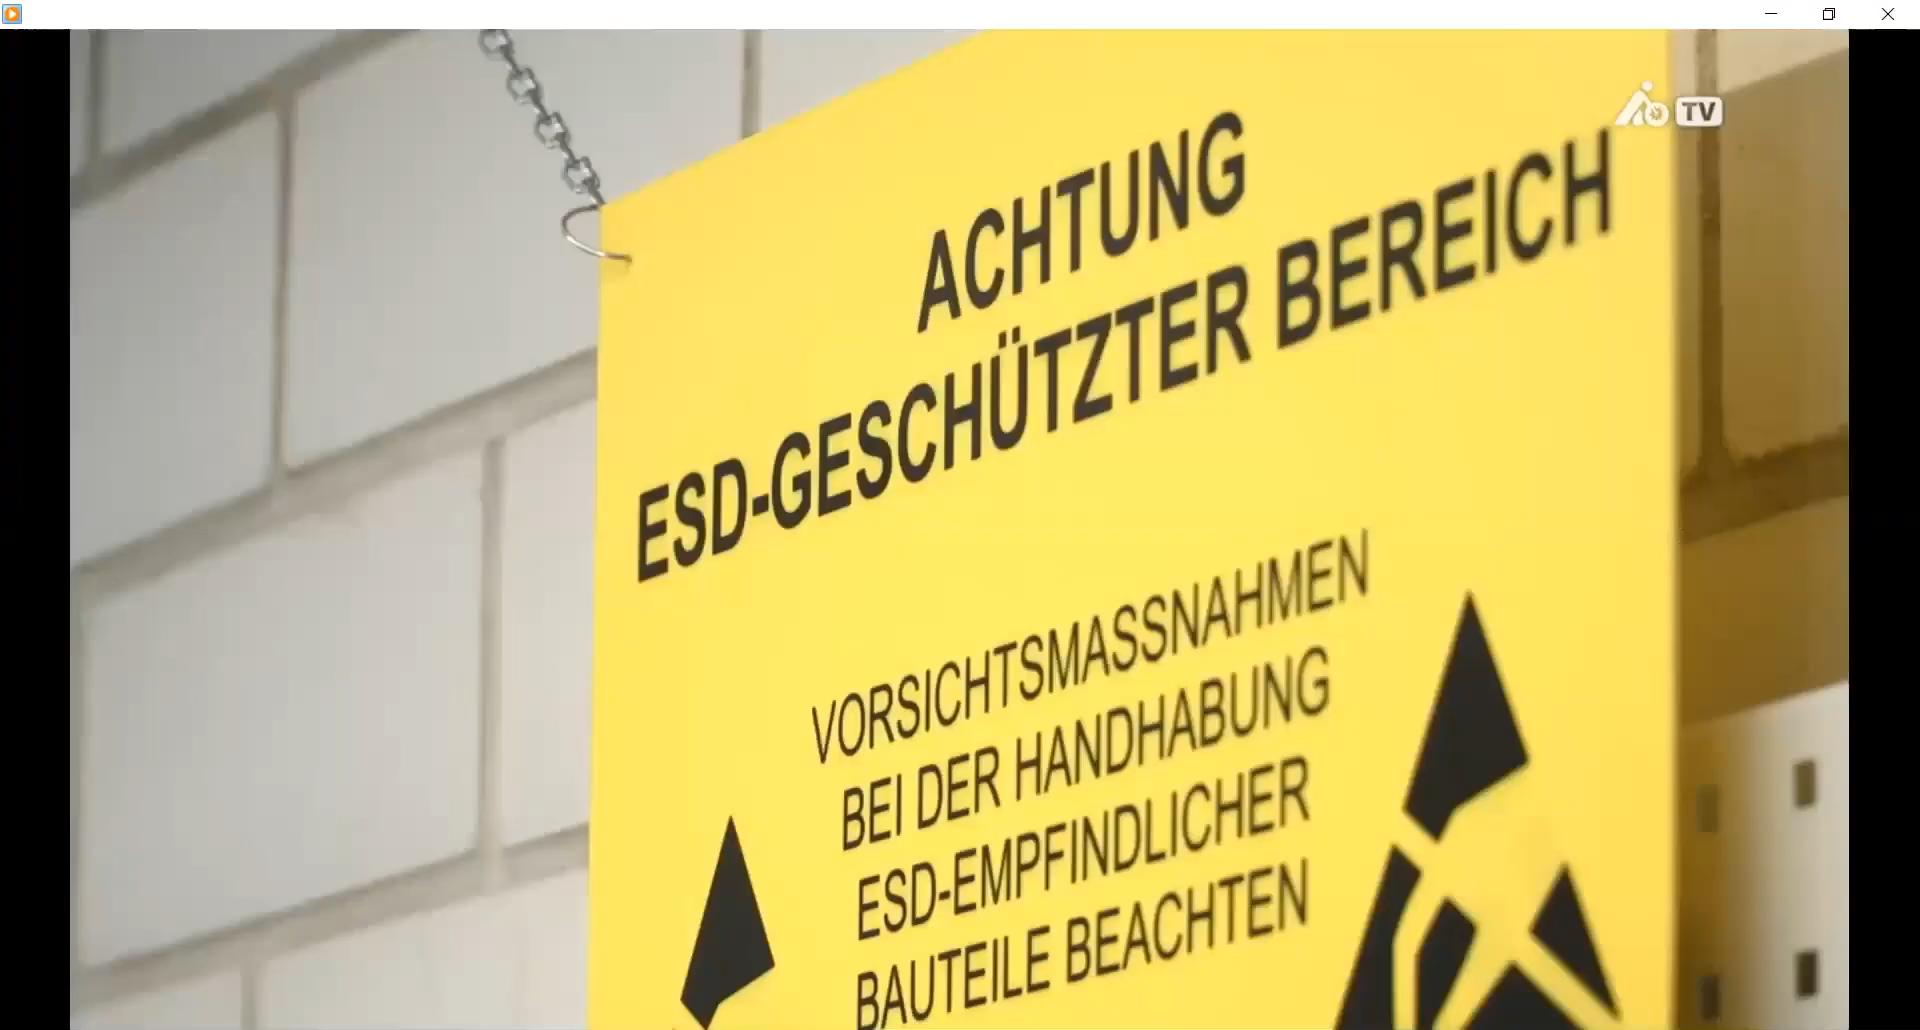 TV
ACHTUNG
ESD-GESCHÜTZTER BEREICH
VORSICHTSMASSNAHMEN
BEI DER HANDHABUNG
ESD-EMPFINDLICHER
BAUTEILE BEACHTEN